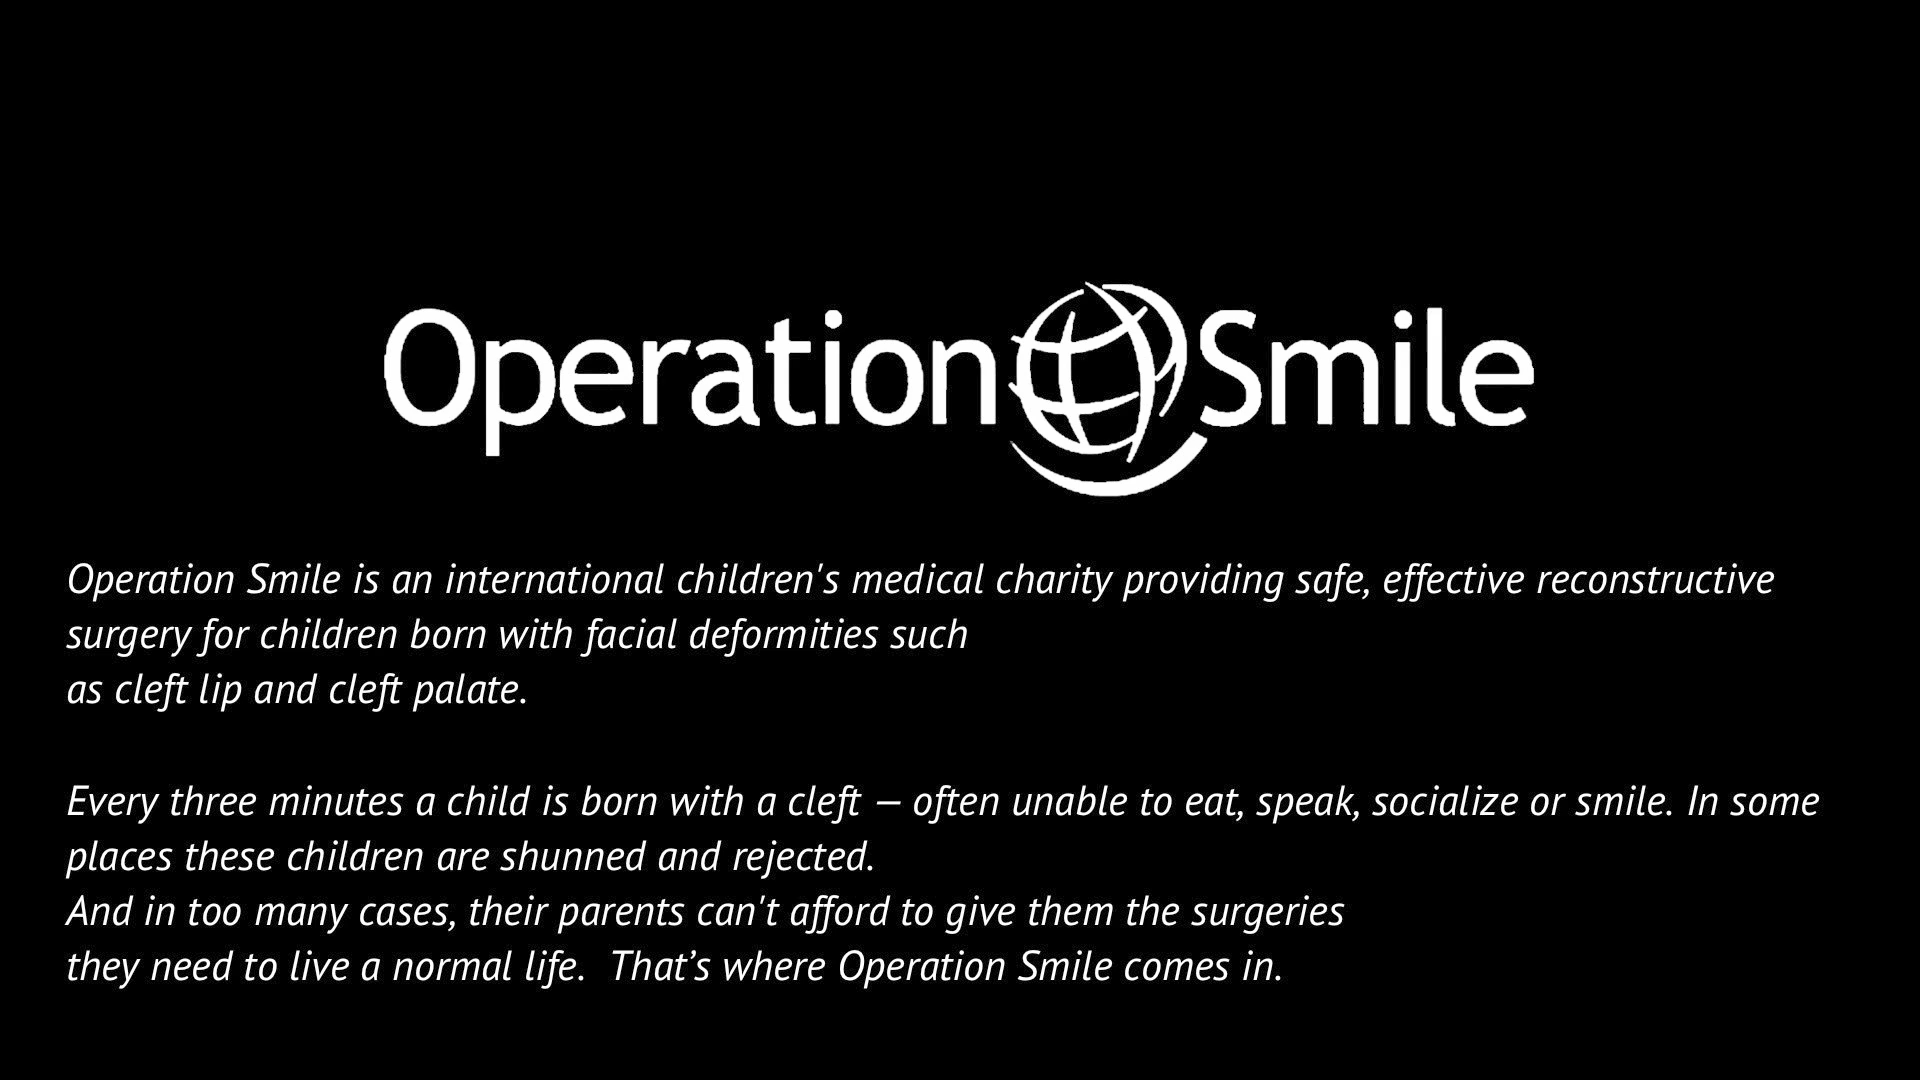 Operation Smile
Operation Smile is an international children's medical charity providing safe, effective reconstructive
surgery for children born with facial deformities such
as cleft lip and cleft palate.
Every three minutes a child is born with a cleft — often unable to eat, speak, socialize or smile. In some
places these children are shunned and rejected.
And in too many cases, their parents can't afford to give them the surgeries
they need to live a normal life.  That’s where Operation Smile comes in.